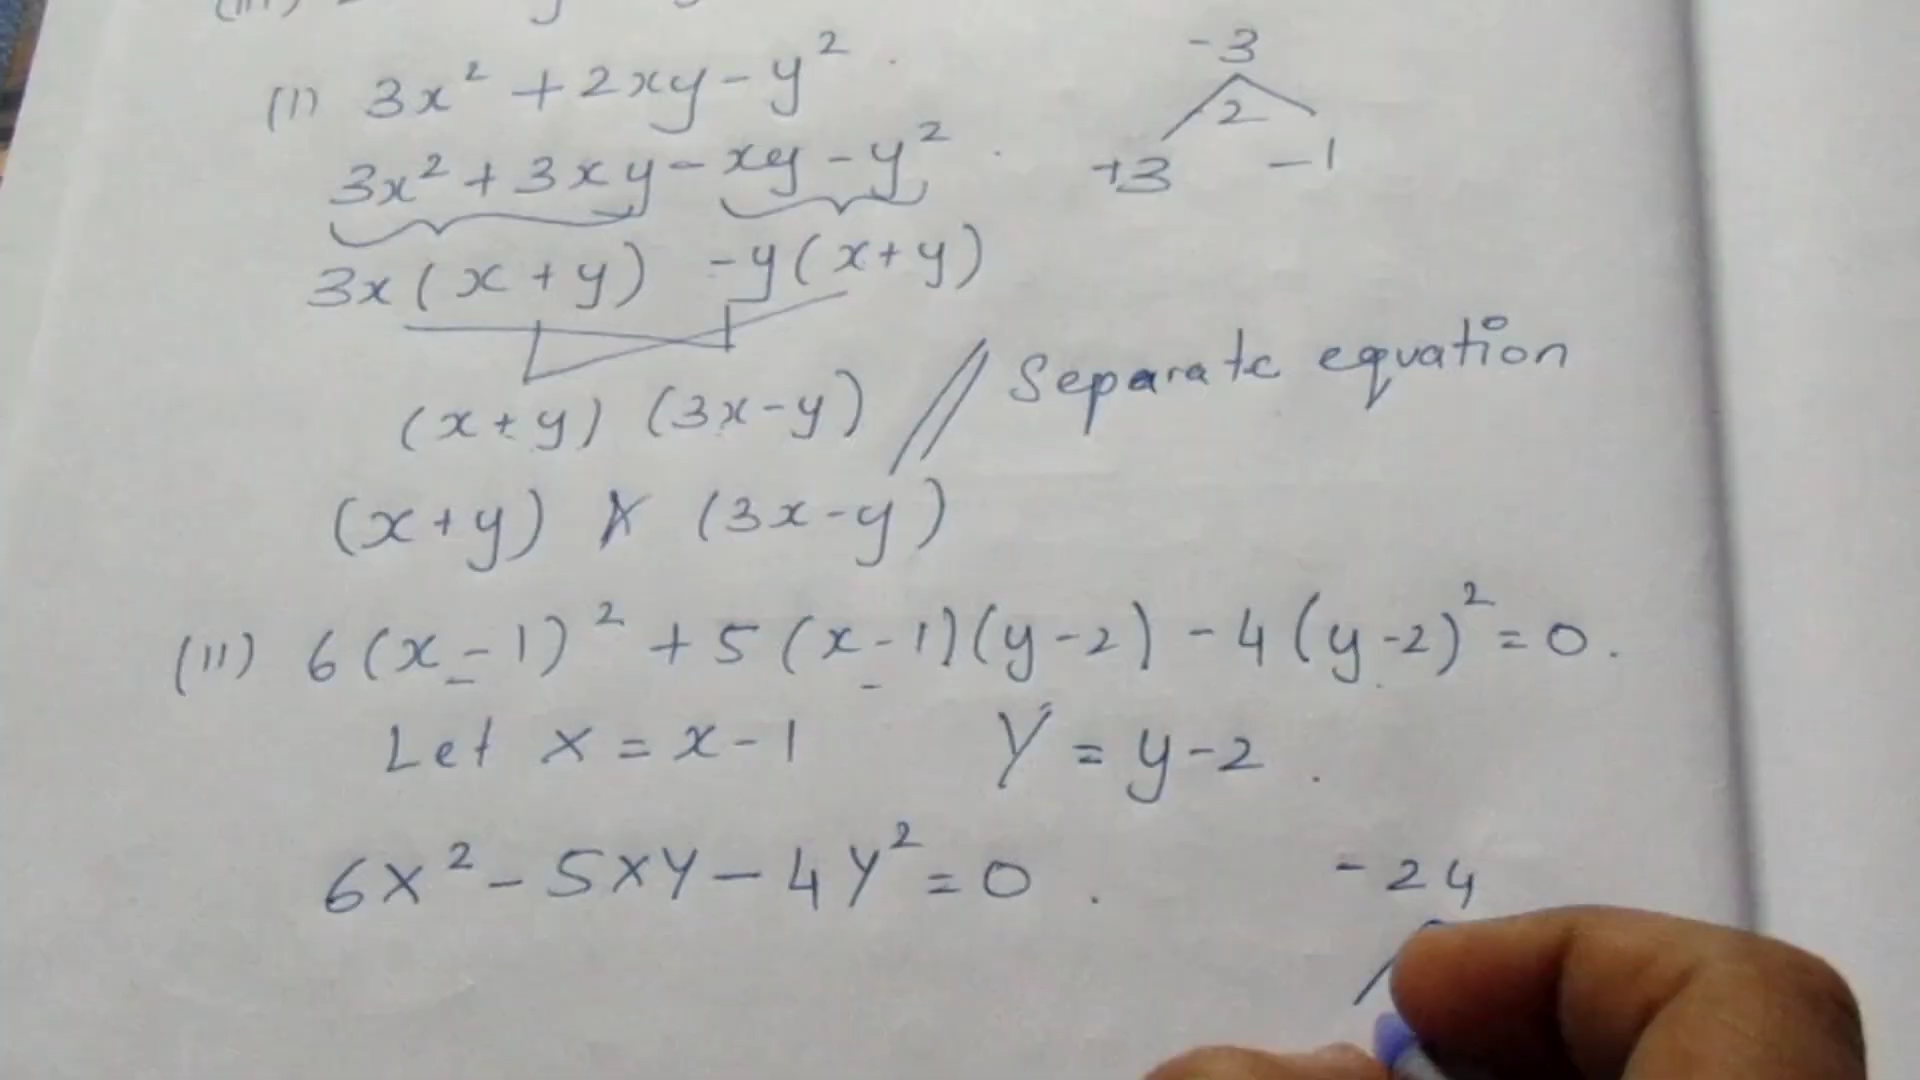 (I) 3x² + 2xy - y²
-3
2
+3 -1
3x² + 3xy - xy - y²
3x(x + y) -y(x+y)
(x + y) (3x - y)
Separate equation
(x + y) x (3x - y)
(II) 6(x - 1)² + 5(x - 1)(y - 2) - 4(y - 2)² = 0.
Let X = x - 1 Y = y - 2.
6X² - 5XY - 4Y² = 0.
-24